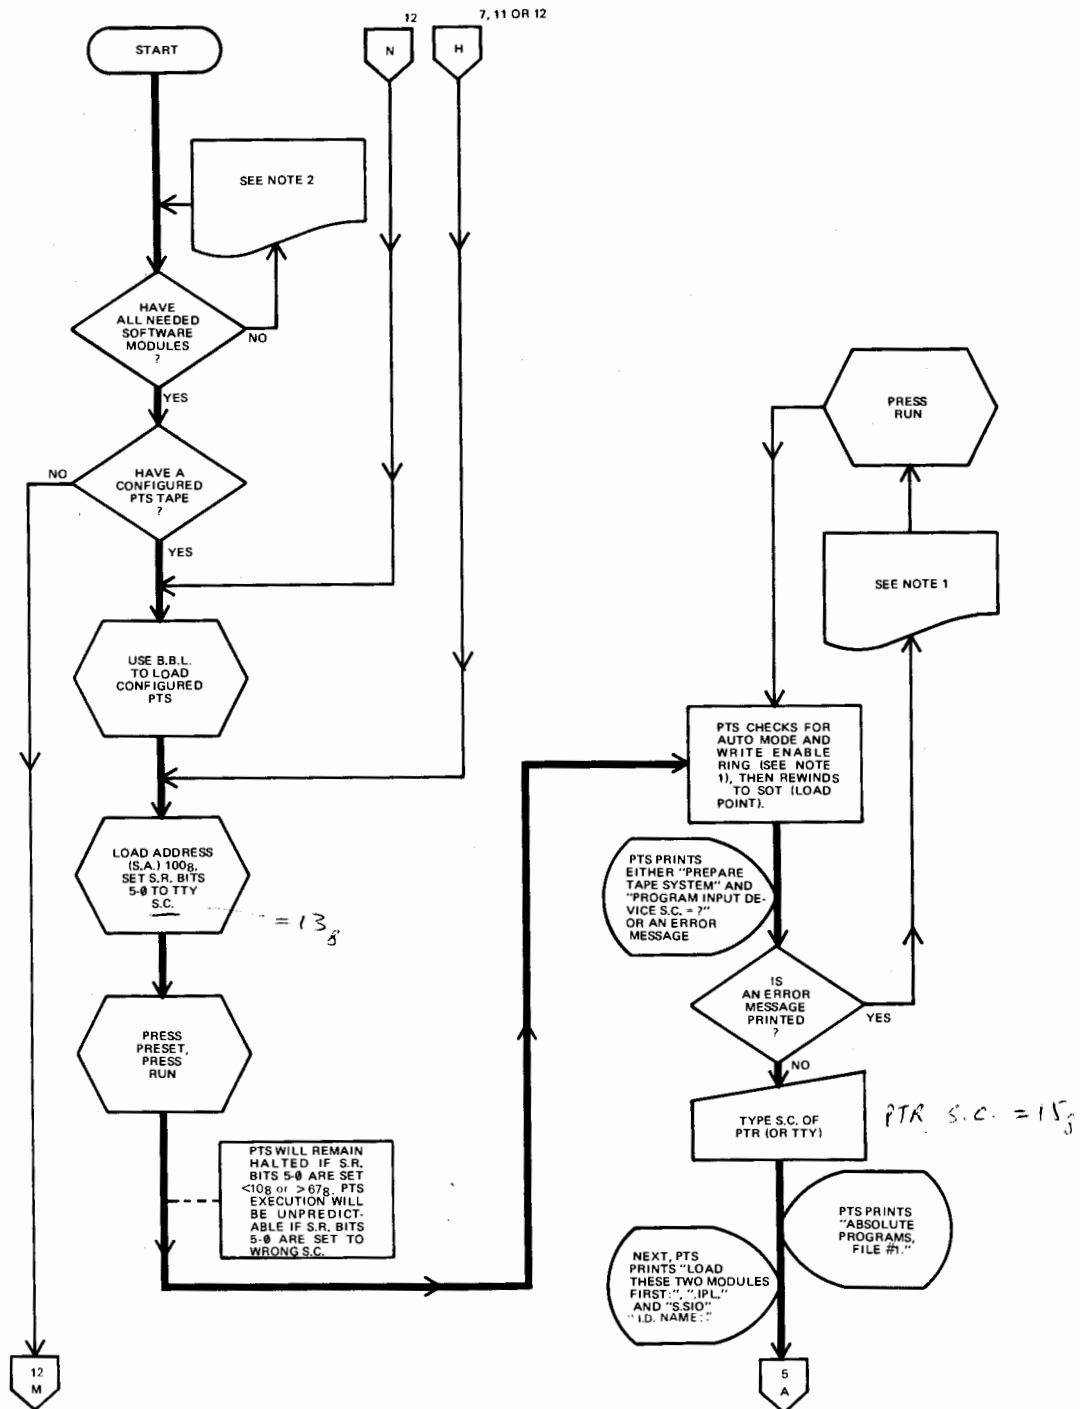 12
7, 11 OR 12
START
N
H
SEE NOTE 2
HAVE
ALL NEEDED
SOFTWARE
MODULES
?
NO
YES
NO
HAVE A
CONFIGURED
PTS TAPE
?
YES
USE B.B.L.
TO LOAD
CONFIGURED
PTS
LOAD ADDRESS
(S.A.) 100₈,
SET S.R. BITS
5-0 TO TTY
S.C.
= 13₈
PRESS
PRESET,
PRESS
RUN
PTS WILL REMAIN
HALTED IF S.R.
BITS 5-0 ARE SET
<10₈ or >67₈. PTS
EXECUTION WILL
BE UNPREDICT-
ABLE IF S.R. BITS
5-0 ARE SET TO
WRONG S.C.
12
M
PRESS
RUN
SEE NOTE 1
PTS CHECKS FOR
AUTO MODE AND
WRITE ENABLE
RING (SEE NOTE
1), THEN REWINDS
TO SOT (LOAD
POINT).
PTS PRINTS
EITHER "PREPARE
TAPE SYSTEM" AND
"PROGRAM INPUT DE-
VICE S.C. = ?"
OR AN ERROR
MESSAGE
IS
AN ERROR
MESSAGE
PRINTED
?
YES
NO
TYPE S.C. OF
PTR (OR TTY)
PTR S.C. = 15₈
PTS PRINTS
"ABSOLUTE
PROGRAMS,
FILE #1."
NEXT, PTS
PRINTS "LOAD
THESE TWO MODULES
FIRST:", ".IPL."
AND "S.SIO"
"I.D. NAME:"
5
A